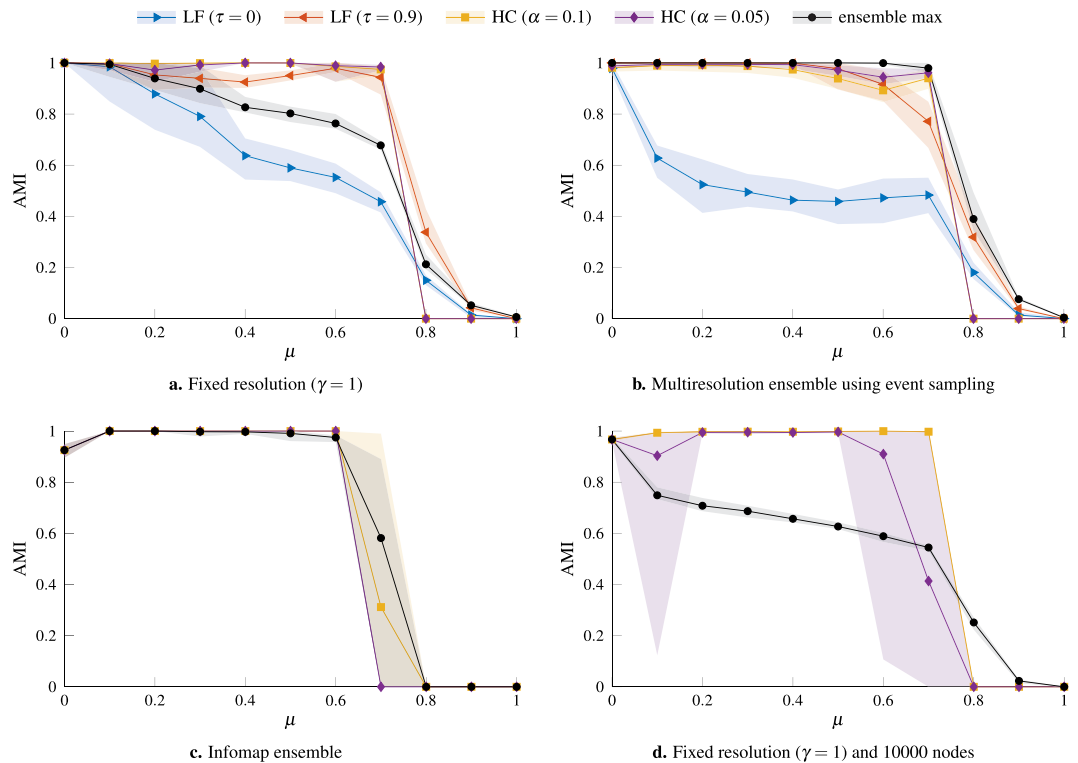 LF (τ = 0) LF (τ = 0.9) HC (α = 0.1) HC (α = 0.05) ensemble max
1
0.8
0.6
0.4
0.2
0
AMI
0 0.2 0.4 0.6 0.8 1
μ
a. Fixed resolution (γ = 1)
1
0.8
0.6
0.4
0.2
0
AMI
0 0.2 0.4 0.6 0.8 1
μ
b. Multiresolution ensemble using event sampling
1
0.8
0.6
0.4
0.2
0
AMI
0 0.2 0.4 0.6 0.8 1
μ
c. Infomap ensemble
1
0.8
0.6
0.4
0.2
0
AMI
0 0.2 0.4 0.6 0.8 1
μ
d. Fixed resolution (γ = 1) and 10000 nodes